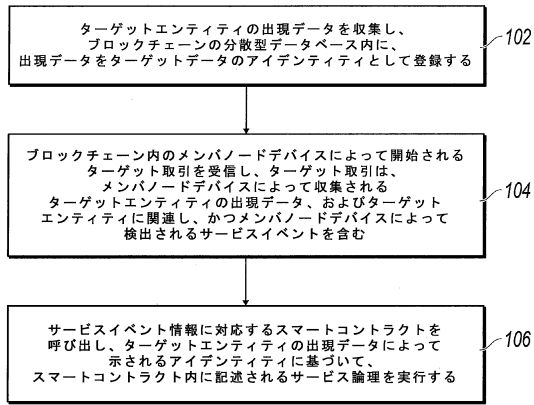 ターゲットエンティティの出現データを収集し、
ブロックチェーンの分散型データベース内に、
出現データをターゲットデータのアイデンティティとして登録する
102
ブロックチェーン内のメンバノードデバイスによって開始される
ターゲット取引を受信し、ターゲット取引は、
メンバノードデバイスによって収集される
ターゲットエンティティの出現データ、およびターゲット
エンティティに関連し、かつメンバノードデバイスによって
検出されるサービスイベントを含む
104
サービスイベント情報に対応するスマートコントラクトを
呼び出し、ターゲットエンティティの出現データによって
示されるアイデンティティに基づいて、
スマートコントラクト内に記述されるサービス論理を実行する
106